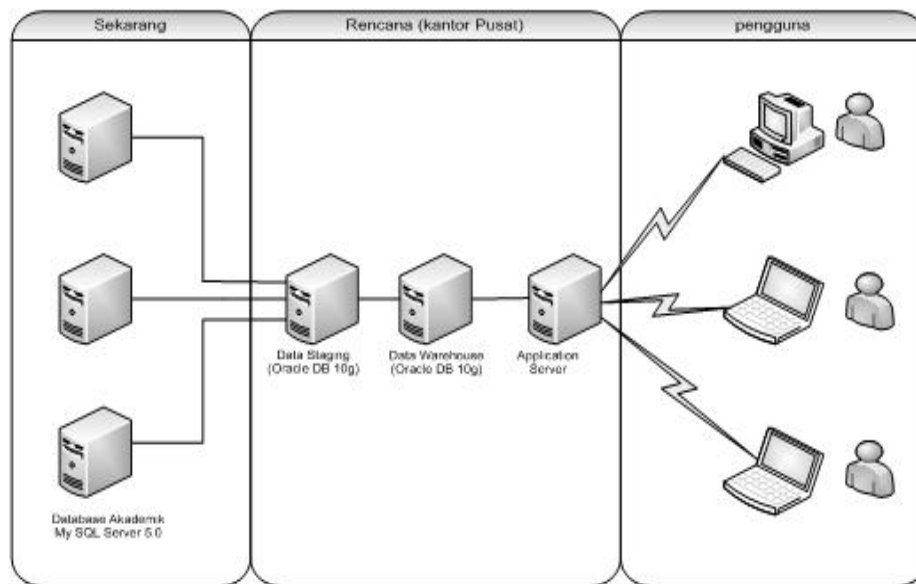 Sekarang
Rencana (kantor Pusat)
pengguna
Data Staging
(Oracle DB 10g)
Data Warehouse
(Oracle DB 10g)
Application
Server
Database Akademik
My SQL Server 5.0